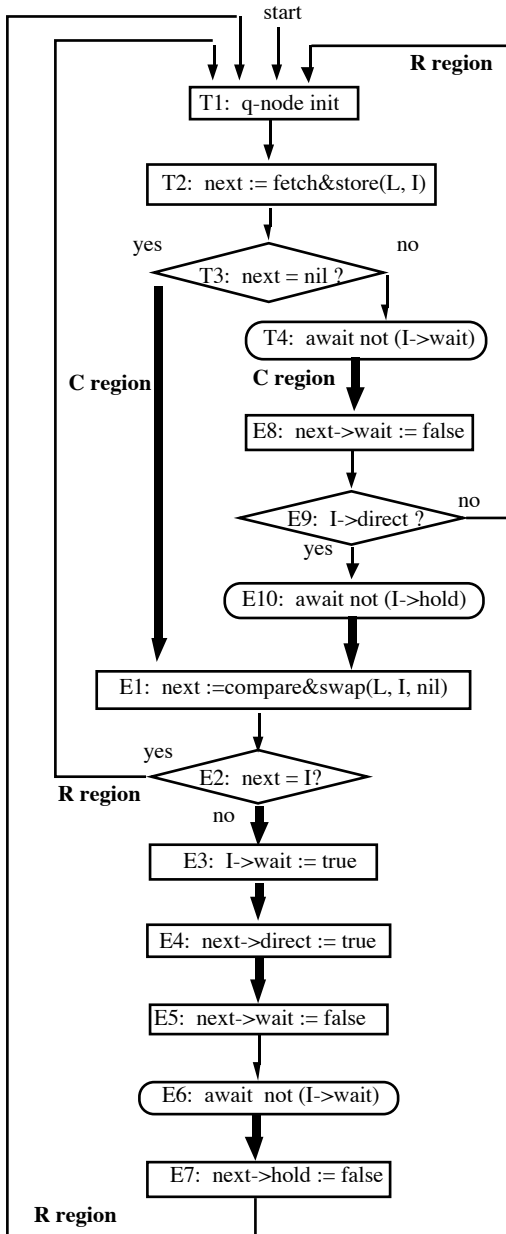 start
R region
T1: q-node init
T2: next := fetch&store(L, I)
yes
no
T3: next = nil ?
T4: await not (I->wait)
C region
C region
E8: next->wait := false
no
E9: I->direct ?
yes
E10: await not (I->hold)
E1: next :=compare&swap(L, I, nil)
yes
E2: next = I?
R region
no
E3: I->wait := true
E4: next->direct := true
E5: next->wait := false
E6: await not (I->wait)
E7: next->hold := false
R region